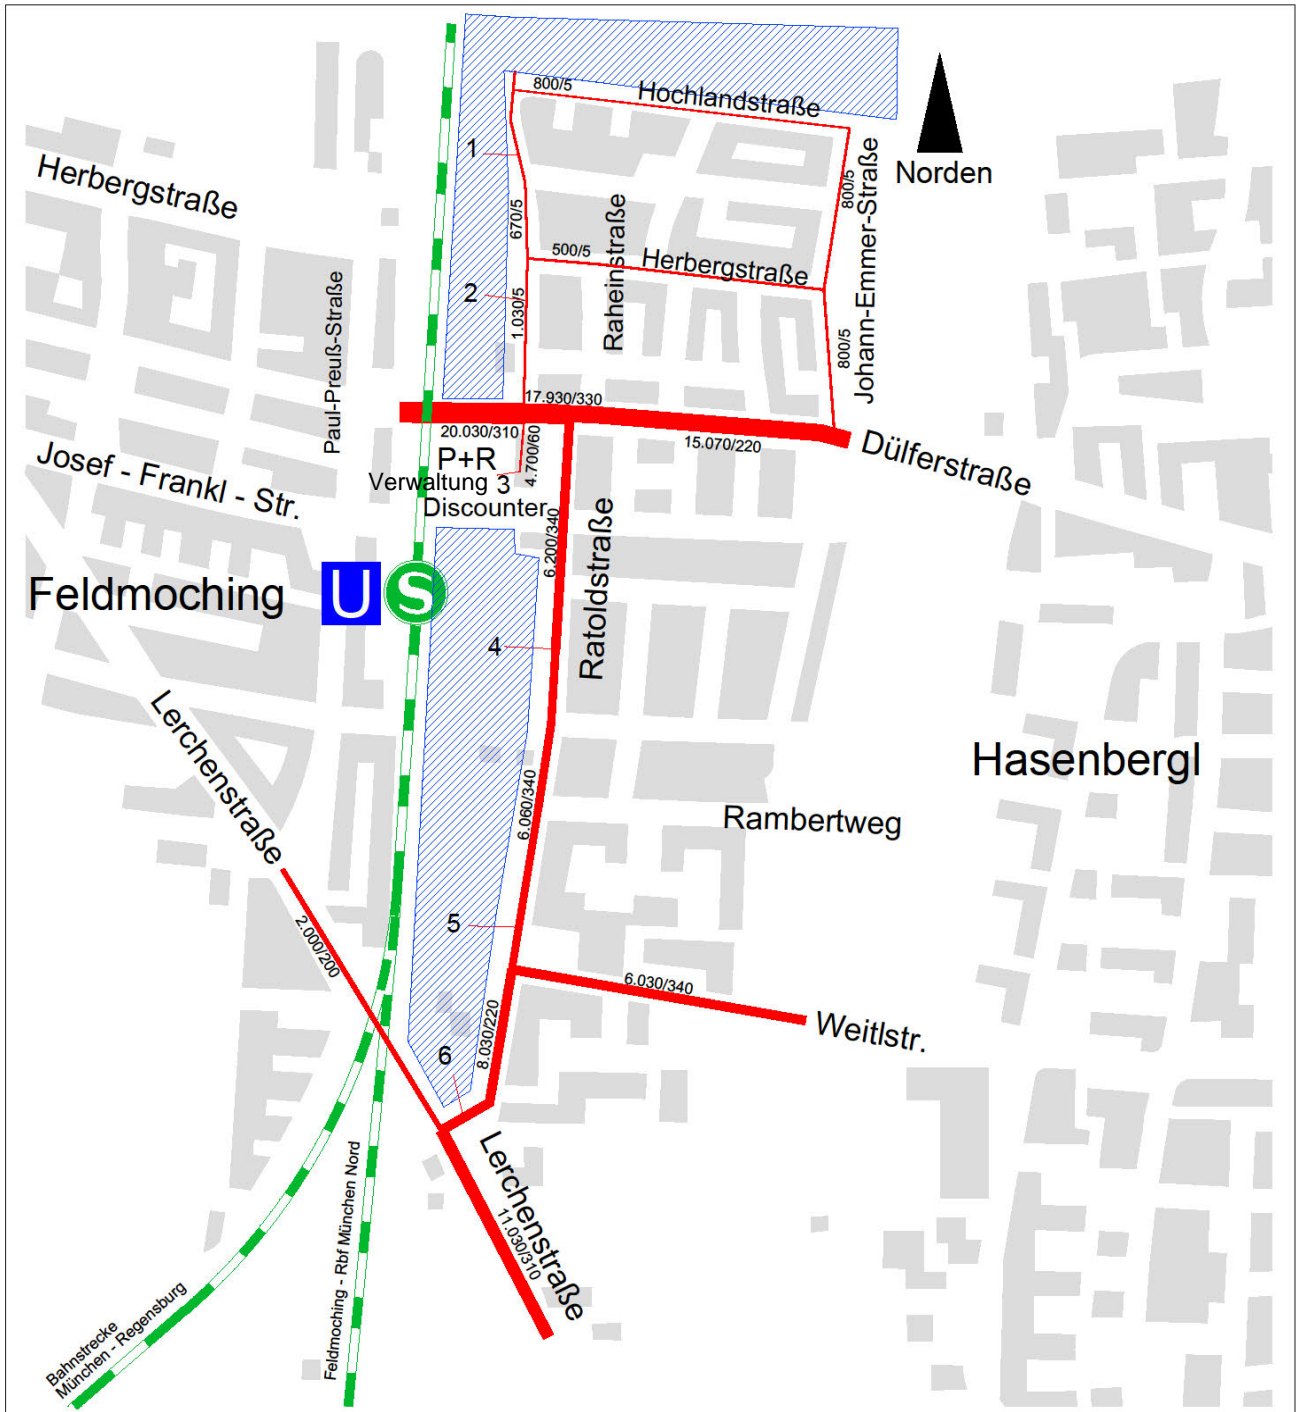 800/5
Hochlandstraße
1
Herbergstraße
Norden
800/5
Johann-Emmer-Straße
670/5
Raheinstraße
500/5
Herbergstraße
2
1.030/5
Paul-Preuß-Straße
800/5
17.930/330
20.030/310
15.070/220
Dülferstraße
P+R
4.700/60
Verwaltung 3
Discounter
Josef - Frankl - Str.
6.200/340
Ratoldstraße
Feldmoching
U
S
4
Lerchenstraße
Hasenbergl
6.060/340
Rambertweg
5
2.000/200
6.030/340
Weitlstr.
8.030/220
6
Lerchenstraße
11.030/310
Feldmoching - Rbf München Nord
Bahnstrecke
München - Regensburg